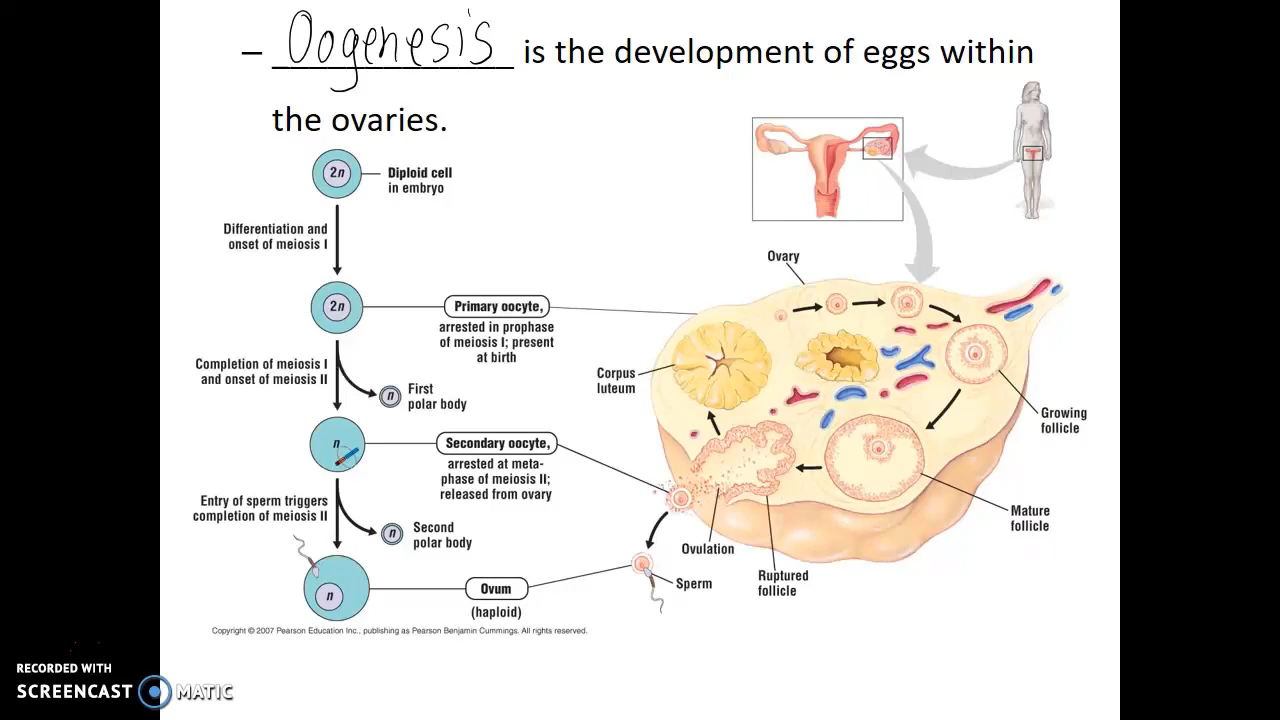 – Oogenesis is the development of eggs within
the ovaries.
2n
Diploid cell
in embryo
Differentiation and
onset of meiosis I
2n
Primary oocyte,
arrested in prophase
of meiosis I; present
at birth
Completion of meiosis I
and onset of meiosis II
n
First
polar body
n
Secondary oocyte,
arrested at meta-
phase of meiosis II;
released from ovary
Entry of sperm triggers
completion of meiosis II
n
Second
polar body
n
Ovum
(haploid)
Ovary
Corpus
luteum
Growing
follicle
Mature
follicle
Ovulation
Ruptured
follicle
Sperm
Copyright © 2007 Pearson Education Inc., publishing as Pearson Benjamin Cummings. All rights reserved.
RECORDED WITH
SCREENCAST MATIC